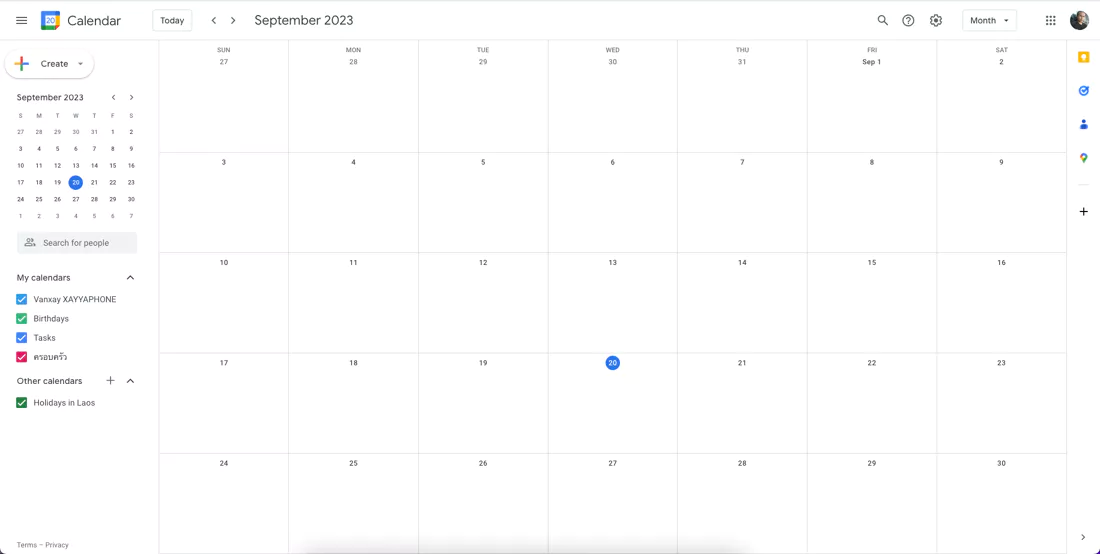 20 Calendar Today September 2023 Month
Create
September 2023
S M T W T F S
27 28 29 30 31 1 2
3 4 5 6 7 8 9
10 11 12 13 14 15 16
17 18 19 20 21 22 23
24 25 26 27 28 29 30
1 2 3 4 5 6 7
Search for people
My calendars
Vanxay XAYYAPHONE
Birthdays
Tasks
ครอบครัว
Other calendars
Holidays in Laos
Terms – Privacy
SUN MON TUE WED THU FRI SAT
27 28 29 30 31 Sep 1 2
3 4 5 6 7 8 9
10 11 12 13 14 15 16
17 18 19 20 21 22 23
24 25 26 27 28 29 30